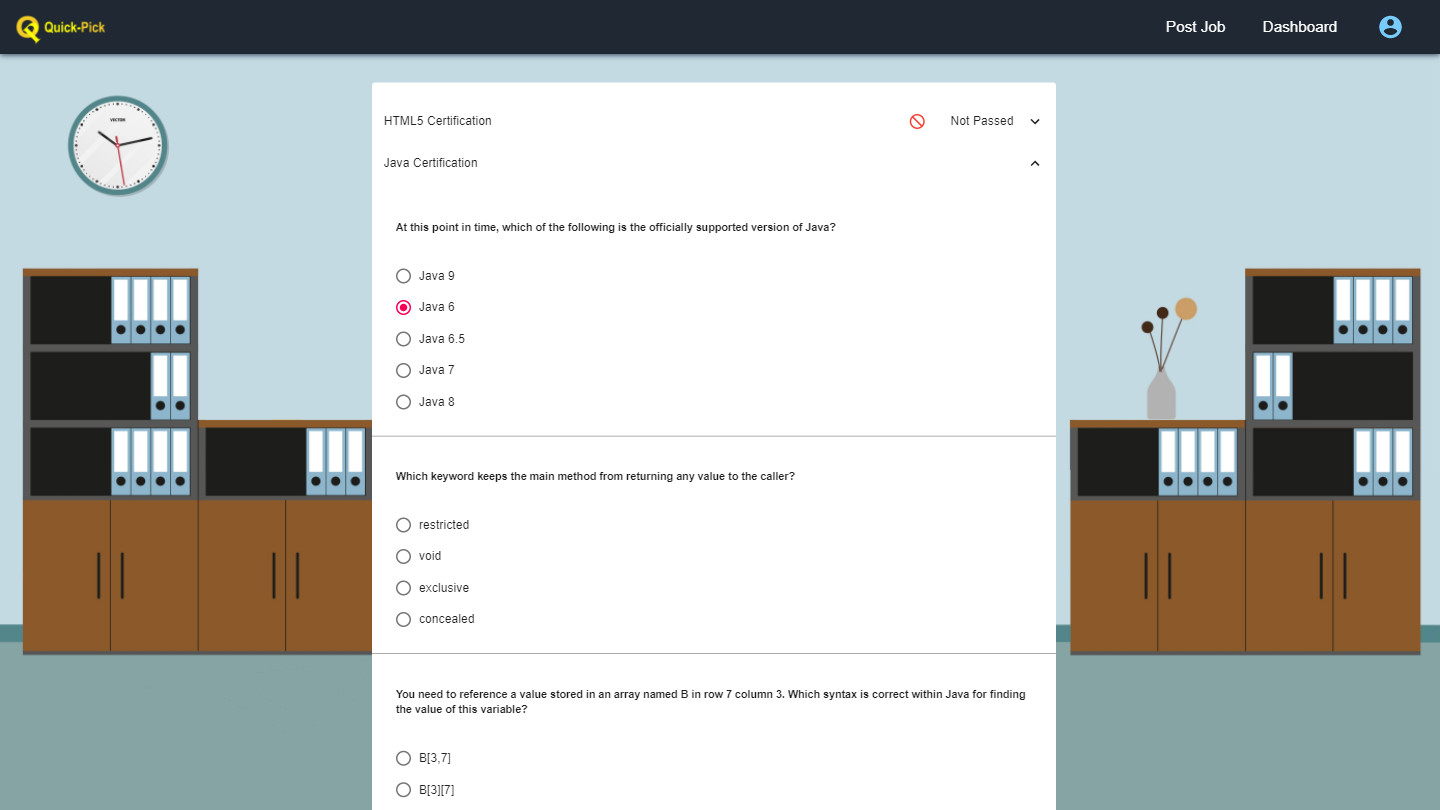 Quick-Pick
Post Job
Dashboard
VECTOR
HTML5 Certification
Not Passed
Java Certification
At this point in time, which of the following is the officially supported version of Java?
Java 9
Java 6
Java 6.5
Java 7
Java 8
Which keyword keeps the main method from returning any value to the caller?
restricted
void
exclusive
concealed
You need to reference a value stored in an array named B in row 7 column 3. Which syntax is correct within Java for finding
the value of this variable?
B[3,7]
B[3][7]